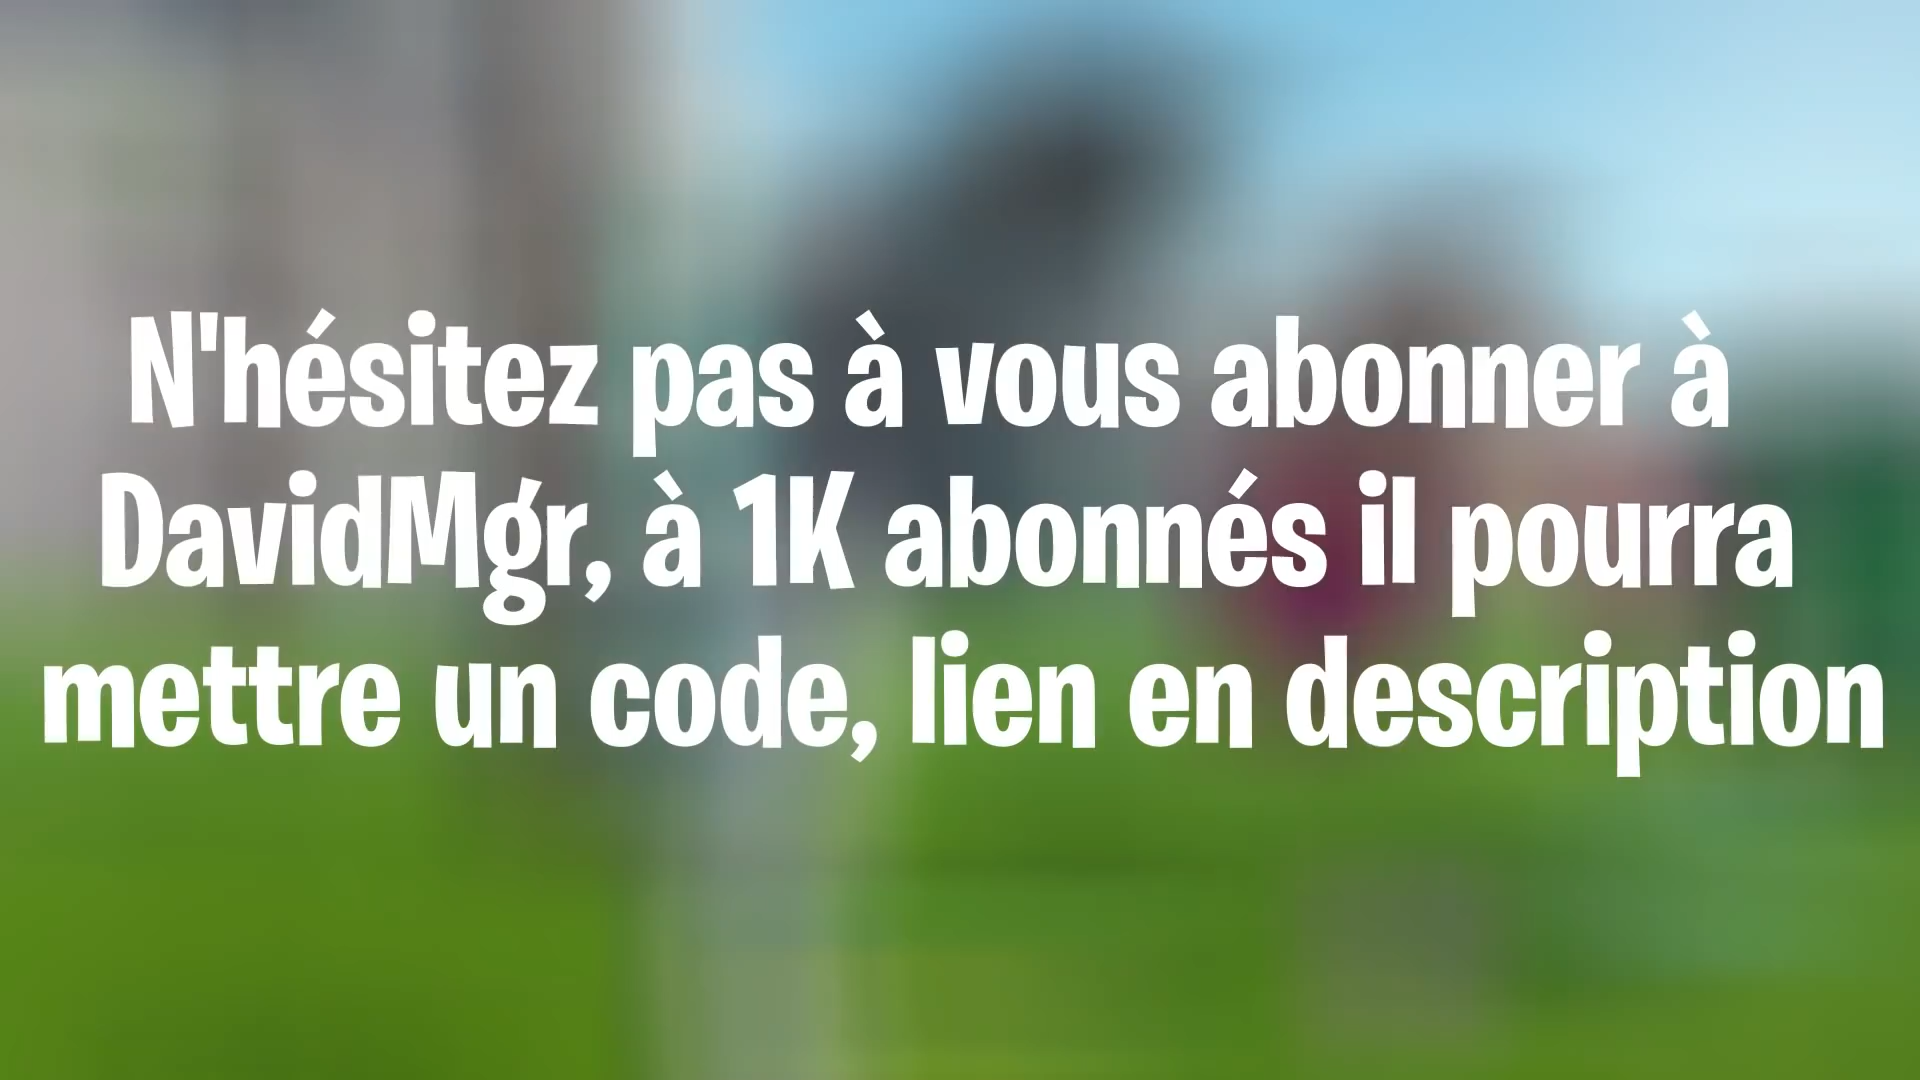 N'hésitez pas à vous abonner à
DavidMgr, à 1K abonnés il pourra
mettre un code, lien en description